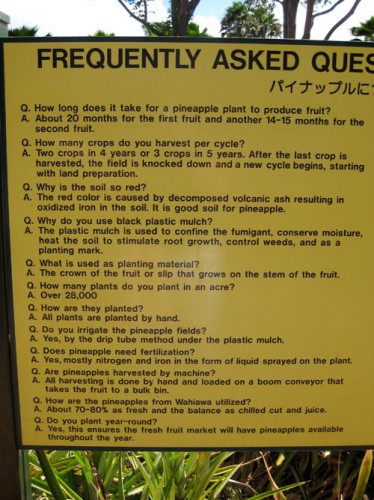 FREQUENTLY ASKED QUES
パイナップルに
Q. How long does it take for a pineapple plant to produce fruit?
A. About 20 months for the first fruit and another 14-15 months for the
second fruit.
Q. How many crops do you harvest per cycle?
A. Two crops in 4 years or 3 crops in 5 years. After the last crop is
harvested, the field is knocked down and a new cycle begins, starting
with land preparation.
Q. Why is the soil so red?
A. The red color is caused by decomposed volcanic ash resulting in
oxidized iron in the soil. It is good soil for pineapple.
Q. Why do you use black plastic mulch?
A. The plastic mulch is used to confine the fumigant, conserve moisture,
heat the soil to stimulate root growth, control weeds, and as a
planting mark.
Q. What is used as planting material?
A. The crown of the fruit or slip that grows on the stem of the fruit.
Q. How many plants do you plant in an acre?
A. Over 28,000
Q. How are they planted?
A. All plants are planted by hand.
Q. Do you irrigate the pineapple fields?
A. Yes, by the drip tube method under the plastic mulch.
Q. Does pineapple need fertilization?
A. Yes, mostly nitrogen and iron in the form of liquid sprayed on the plant.
Q. Are pineapples harvested by machine?
A. All harvesting is done by hand and loaded on a boom conveyor that
takes the fruit to a bulk bin.
Q. How are the pineapples from Wahiawa utilized?
A. About 70-80% as fresh and the balance as chilled cut and juice.
Q. Do you plant year-round?
A. Yes, this ensures the fresh fruit market will have pineapples available
throughout the year.